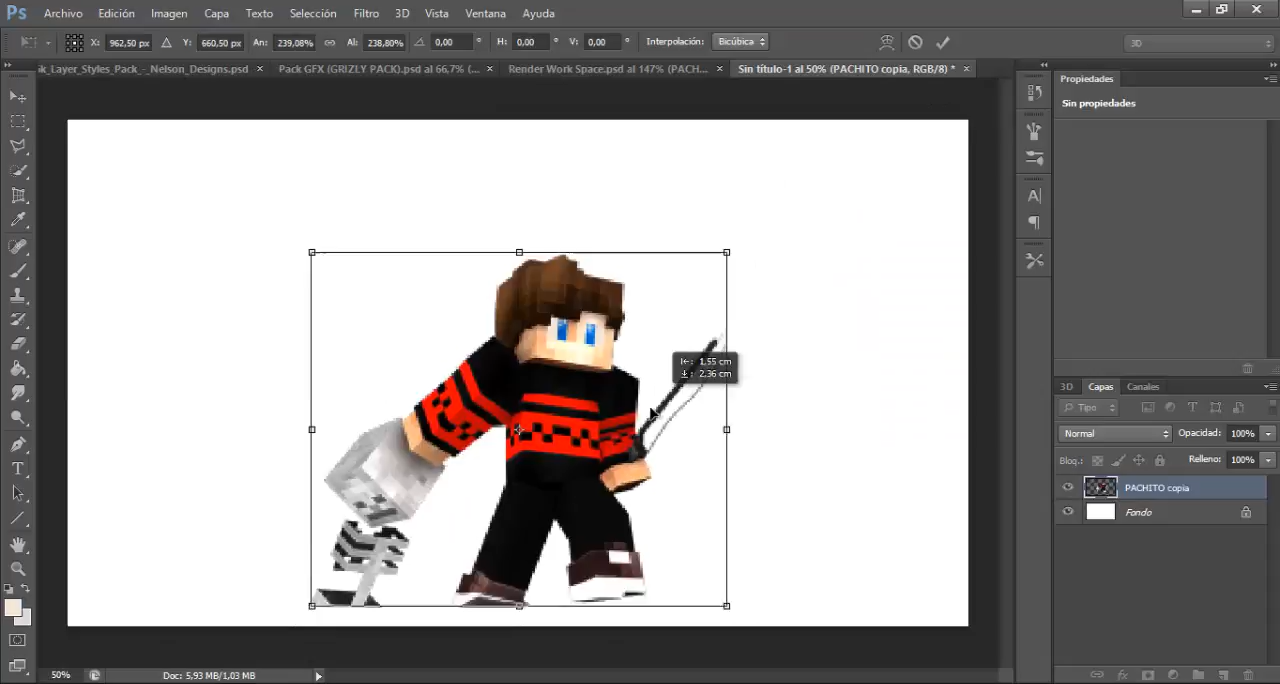 Ps Archivo Edición Imagen Capa Texto Selección Filtro 3D Vista Ventana Ayuda
X: 962,50 px Y: 660,50 px An: 239,08% Al: 238,80% 0,00 ° H: 0,00 ° V: 0,00 ° Interpolación: Bicúbica 3D
_Layer_Styles_Pack_-_Nelson_Designs.psd × Pack GFX (GRIZLY PACK).psd al 66,7% (... × Render Work Space.psd al 147% (PACH... × Sin título-1 al 50% (PACHITO copia, RGB/8) * ×
Propiedades
Sin propiedades
1,55 cm
2,36 cm
3D Capas Canales
Tipo
Normal Opacidad: 100%
Bloq.: Relleno: 100%
PACHITO copia
Fondo
50% Doc: 5,93 MB/1,03 MB